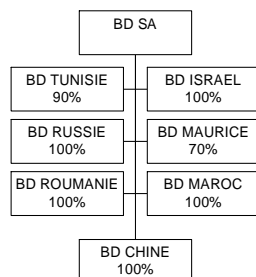 BD SA
BD TUNISIE
90%
BD ISRAEL
100%
BD RUSSIE
100%
BD MAURICE
70%
BD ROUMANIE
100%
BD MAROC
100%
BD CHINE
100%